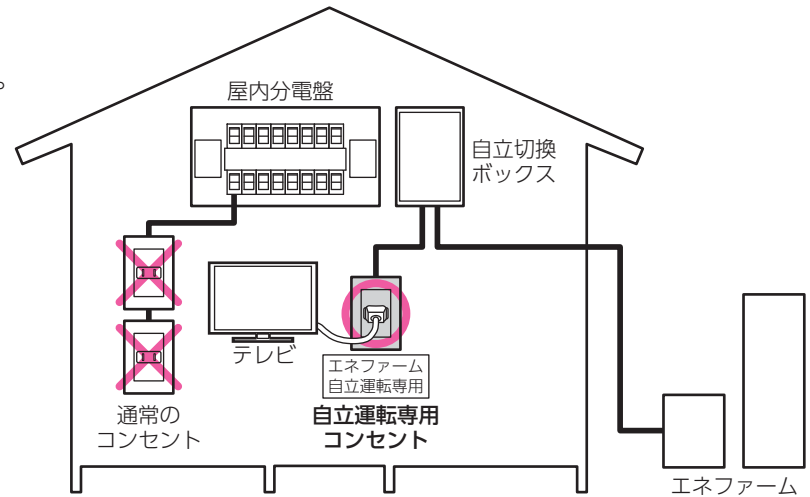 。
屋内分電盤
自立切換
ボックス
テレビ
エネファーム
自立運転専用
通常の
コンセント
自立運転専用
コンセント
エネファーム